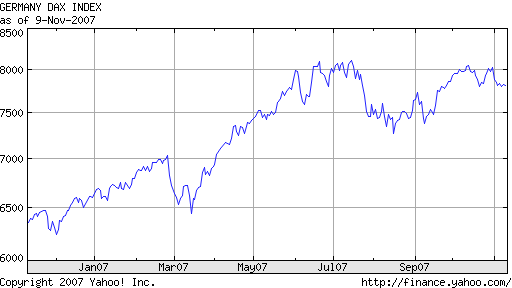 GERMANY DAX INDEX
as of 9-Nov-2007
8500
8000
7500
7000
6500
6000
Jan07 Mar07 May07 Jul07 Sep07
Copyright 2007 Yahoo! Inc. http://finance.yahoo.com/